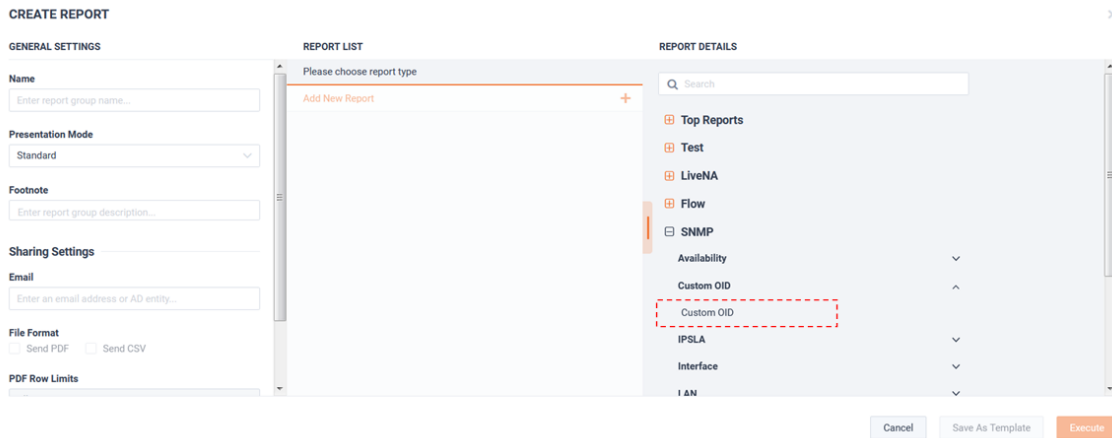 CREATE REPORT
GENERAL SETTINGS
Name
Enter report group name...
Presentation Mode
Standard
Footnote
Enter report group description...
Sharing Settings
Email
Enter an email address or AD entity...
File Format
Send PDF Send CSV
PDF Row Limits
REPORT LIST
Please choose report type
Add New Report
REPORT DETAILS
Search
Top Reports
Test
LiveNA
Flow
SNMP
Availability
Custom OID
Custom OID
IPSLA
Interface
LAN
Cancel Save As Template Execute